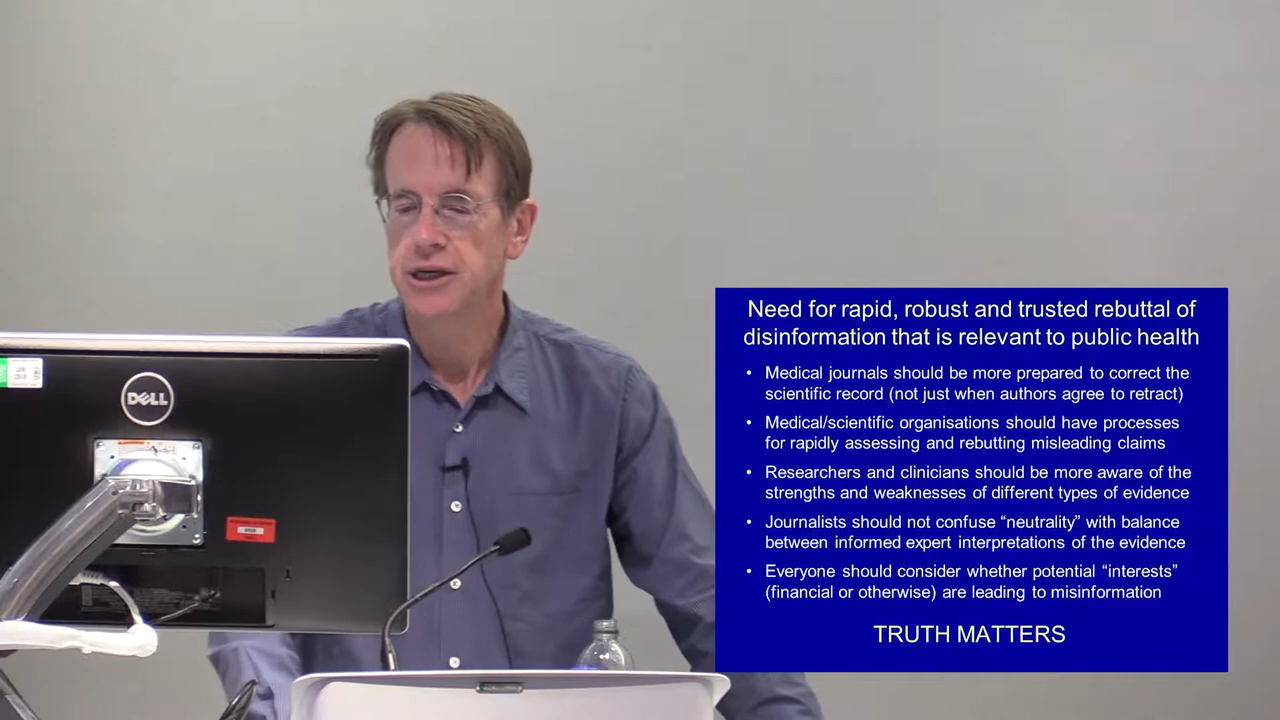 DELL
Need for rapid, robust and trusted rebuttal of
disinformation that is relevant to public health
• Medical journals should be more prepared to correct the
scientific record (not just when authors agree to retract)
• Medical/scientific organisations should have processes
for rapidly assessing and rebutting misleading claims
• Researchers and clinicians should be more aware of the
strengths and weaknesses of different types of evidence
• Journalists should not confuse “neutrality” with balance
between informed expert interpretations of the evidence
• Everyone should consider whether potential “interests”
(financial or otherwise) are leading to misinformation
TRUTH MATTERS